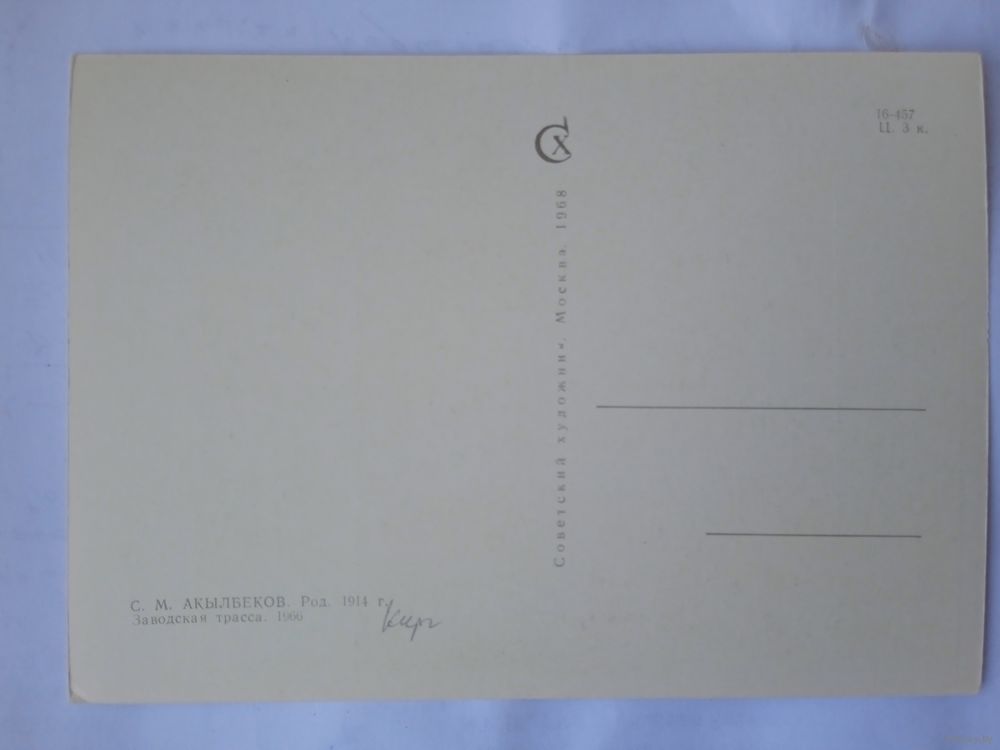 С. М. АКЫЛБЕКОВ. Род. 1914 г.
Заводская трасса. 1966
Кирг
Советский художник. Москва. 1968
СХ
16-457
Ц. 3 к.